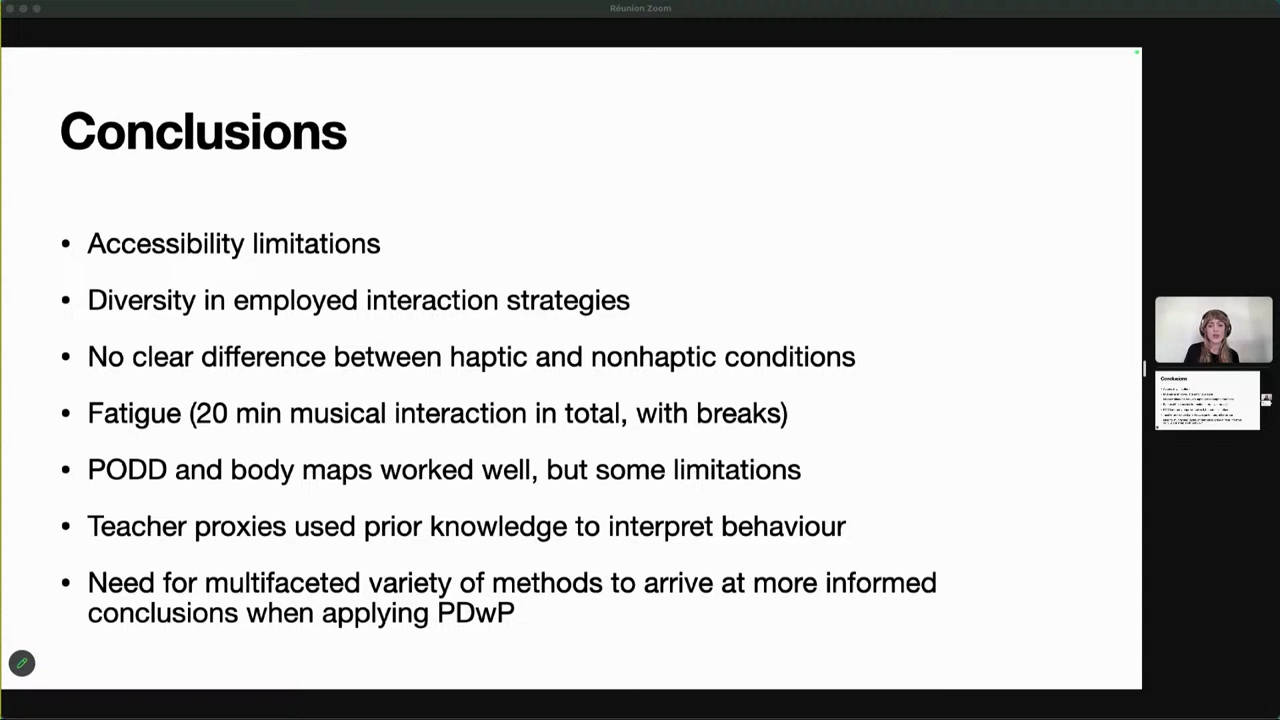 Réunion Zoom
Conclusions
• Accessibility limitations
• Diversity in employed interaction strategies
• No clear difference between haptic and nonhaptic conditions
• Fatigue (20 min musical interaction in total, with breaks)
• PODD and body maps worked well, but some limitations
• Teacher proxies used prior knowledge to interpret behaviour
• Need for multifaceted variety of methods to arrive at more informed
conclusions when applying PDwP
Conclusions